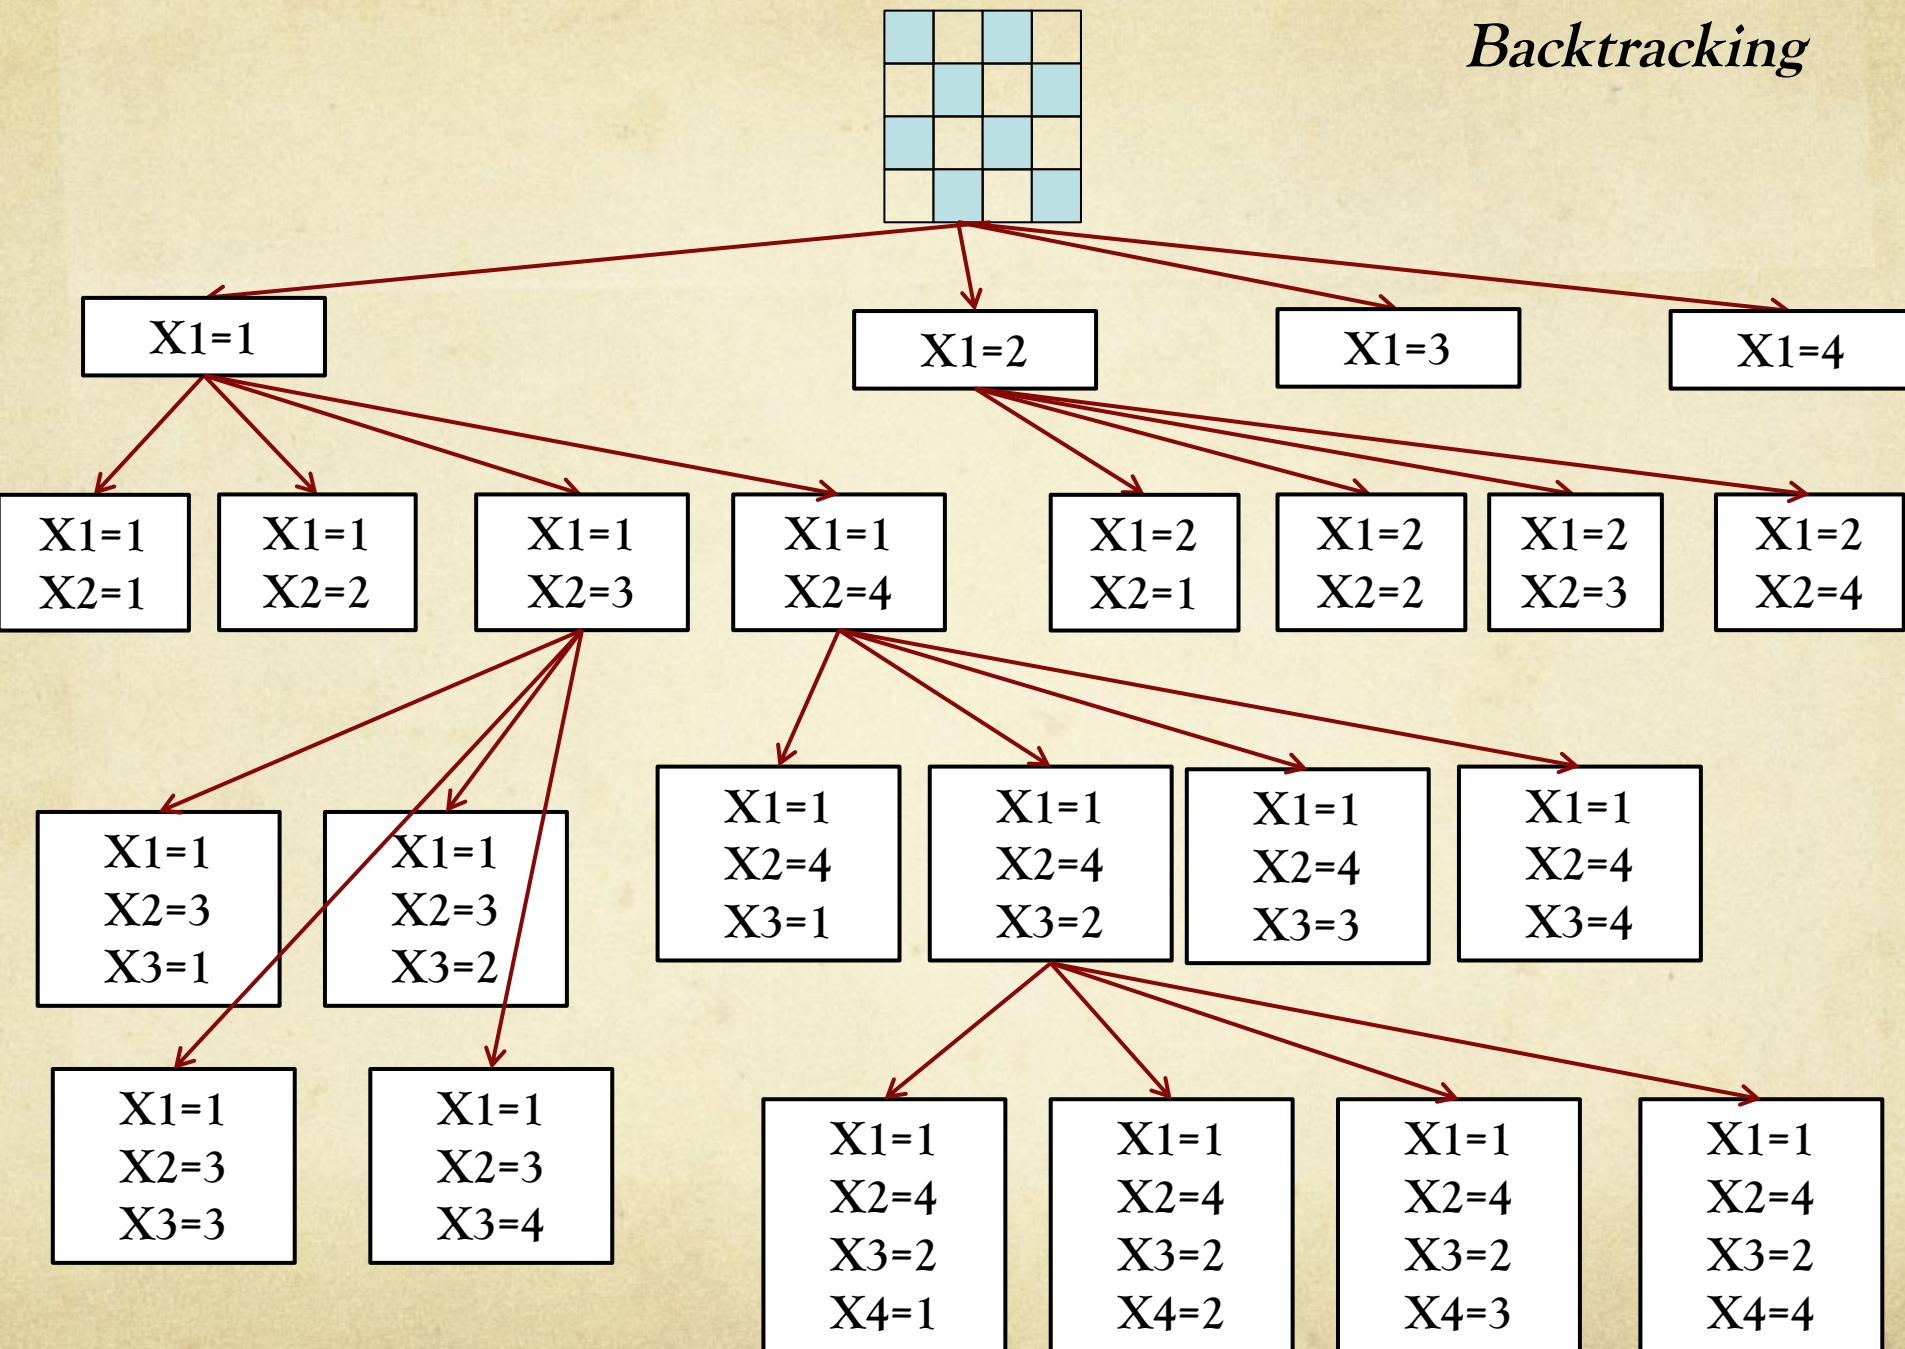 Backtracking
X1=1
X1=2
X1=3
X1=4
X1=1
X2=1
X1=1
X2=2
X1=1
X2=3
X1=1
X2=4
X1=2
X2=1
X1=2
X2=2
X1=2
X2=3
X1=2
X2=4
X1=1
X2=3
X3=1
X1=1
X2=3
X3=2
X1=1
X2=4
X3=1
X1=1
X2=4
X3=2
X1=1
X2=4
X3=3
X1=1
X2=4
X3=4
X1=1
X2=3
X3=3
X1=1
X2=3
X3=4
X1=1
X2=4
X3=2
X4=1
X1=1
X2=4
X3=2
X4=2
X1=1
X2=4
X3=2
X4=3
X1=1
X2=4
X3=2
X4=4